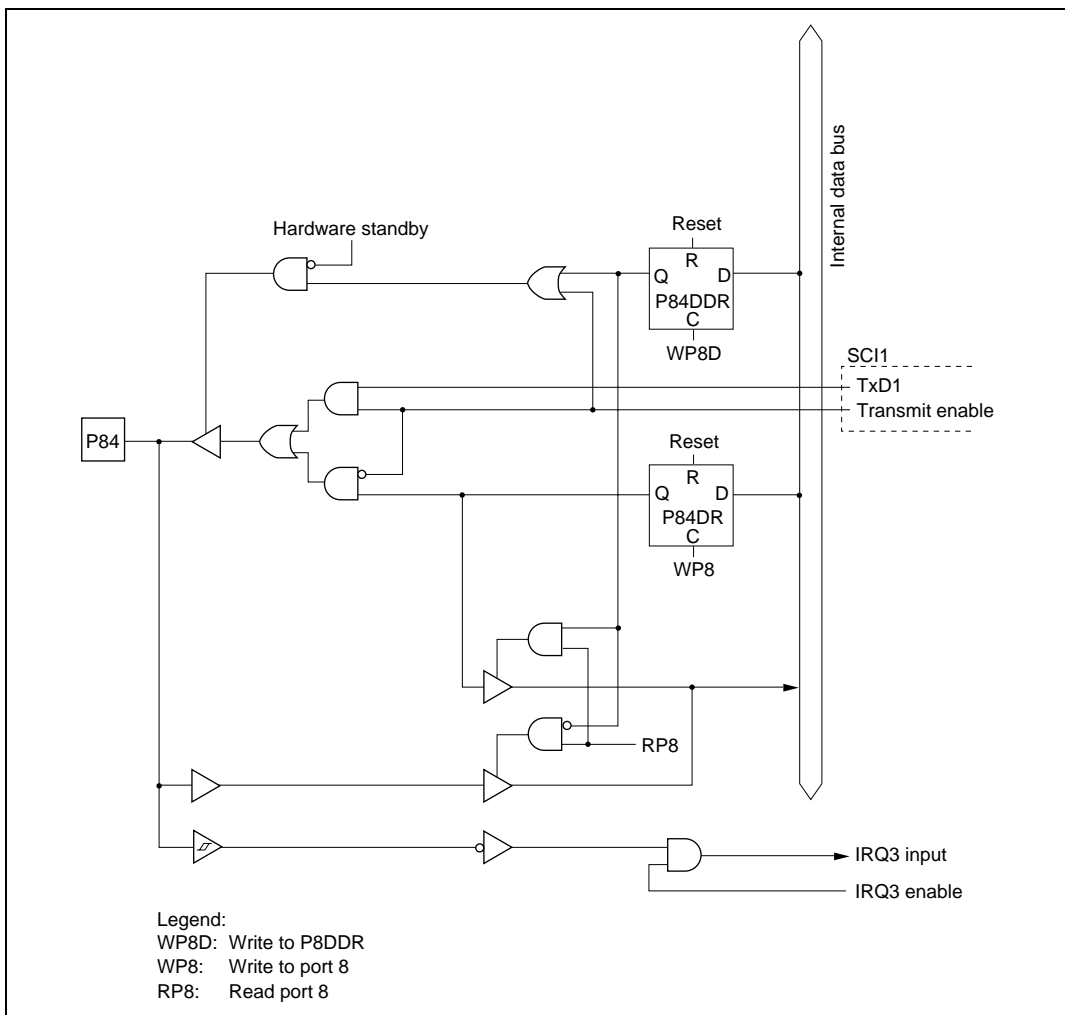 Internal data bus
Hardware standby
Reset
R
Q
D
P84DDR
C
WP8D
SCI1
TxD1
Transmit enable
P84
Reset
R
Q
D
P84DR
C
WP8
RP8
IRQ3 input
IRQ3 enable
Legend:
WP8D: Write to P8DDR
WP8: Write to port 8
RP8: Read port 8